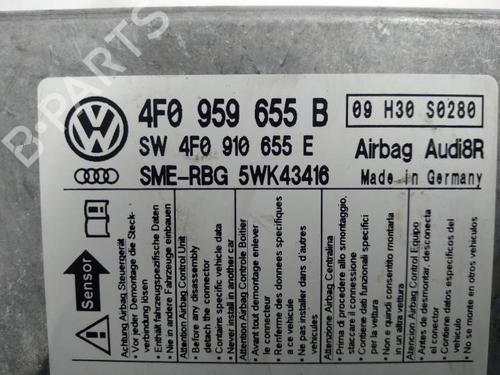 4F0 959 655 B
09 H30 S0280
SW 4F0 910 655 E
Airbag Audi8R
SME-RBG 5WK43416
Made in Germany
Sensor
Achtung Airbag Steuergerät
• Vor jeder Demontage die Steck-
verbindung lösen
• Enthält fahrzeugspezifische Daten
• Nie in andere Fahrzeuge einbauen
Attention Airbag Control Unit
• Before any disassembly
detach the connector
• Contains specific vehicle data
• Never install in another car
Attention Airbag Controle Boitier
• Avant tout demontage enlever
le connecteur
• Renferme des donnees specifiques
a ce vehicule
• Ne pas installer dans d'autres
vehicules
Attenzione Airbag Centralina
• Prima di procedere allo smontaggio,
staccare il connessione
• Contiene dati funzionali specifici
per la vettura
• Non e quindi consentito montarla
in un altra vettura
Atencion Airbag Control Equipo
• Antes de desmontar, desconecta
el conector
• Contiene datos especificos del
vehiculo
• No se monte en otros vehiculos
B-PARTS